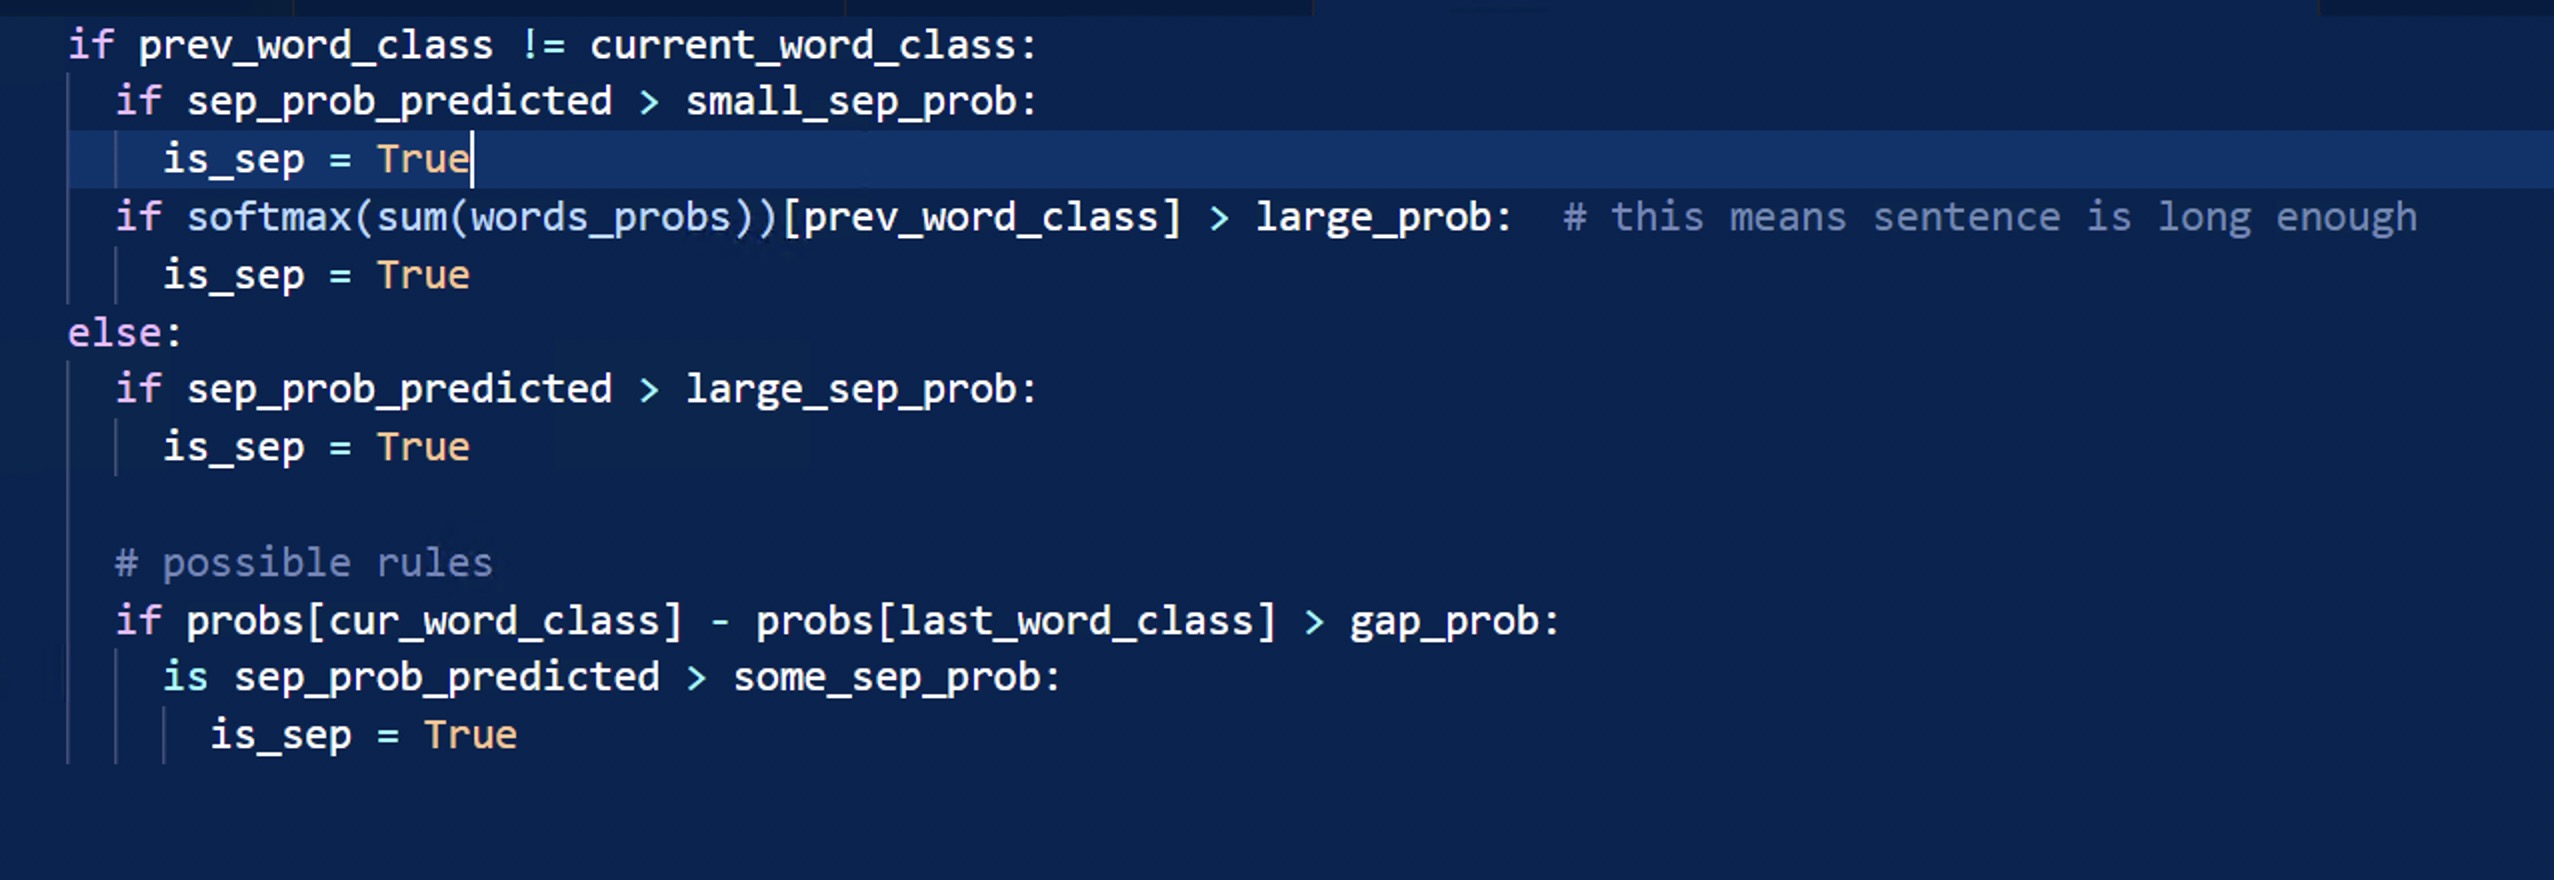 if prev_word_class != current_word_class:
if sep_prob_predicted > small_sep_prob:
is_sep = True
if softmax(sum(words_probs))[prev_word_class] > large_prob:  # this means sentence is long enough
is_sep = True
else:
if sep_prob_predicted > large_sep_prob:
is_sep = True
# possible rules
if probs[cur_word_class] - probs[last_word_class] > gap_prob:
is sep_prob_predicted > some_sep_prob:
is_sep = True